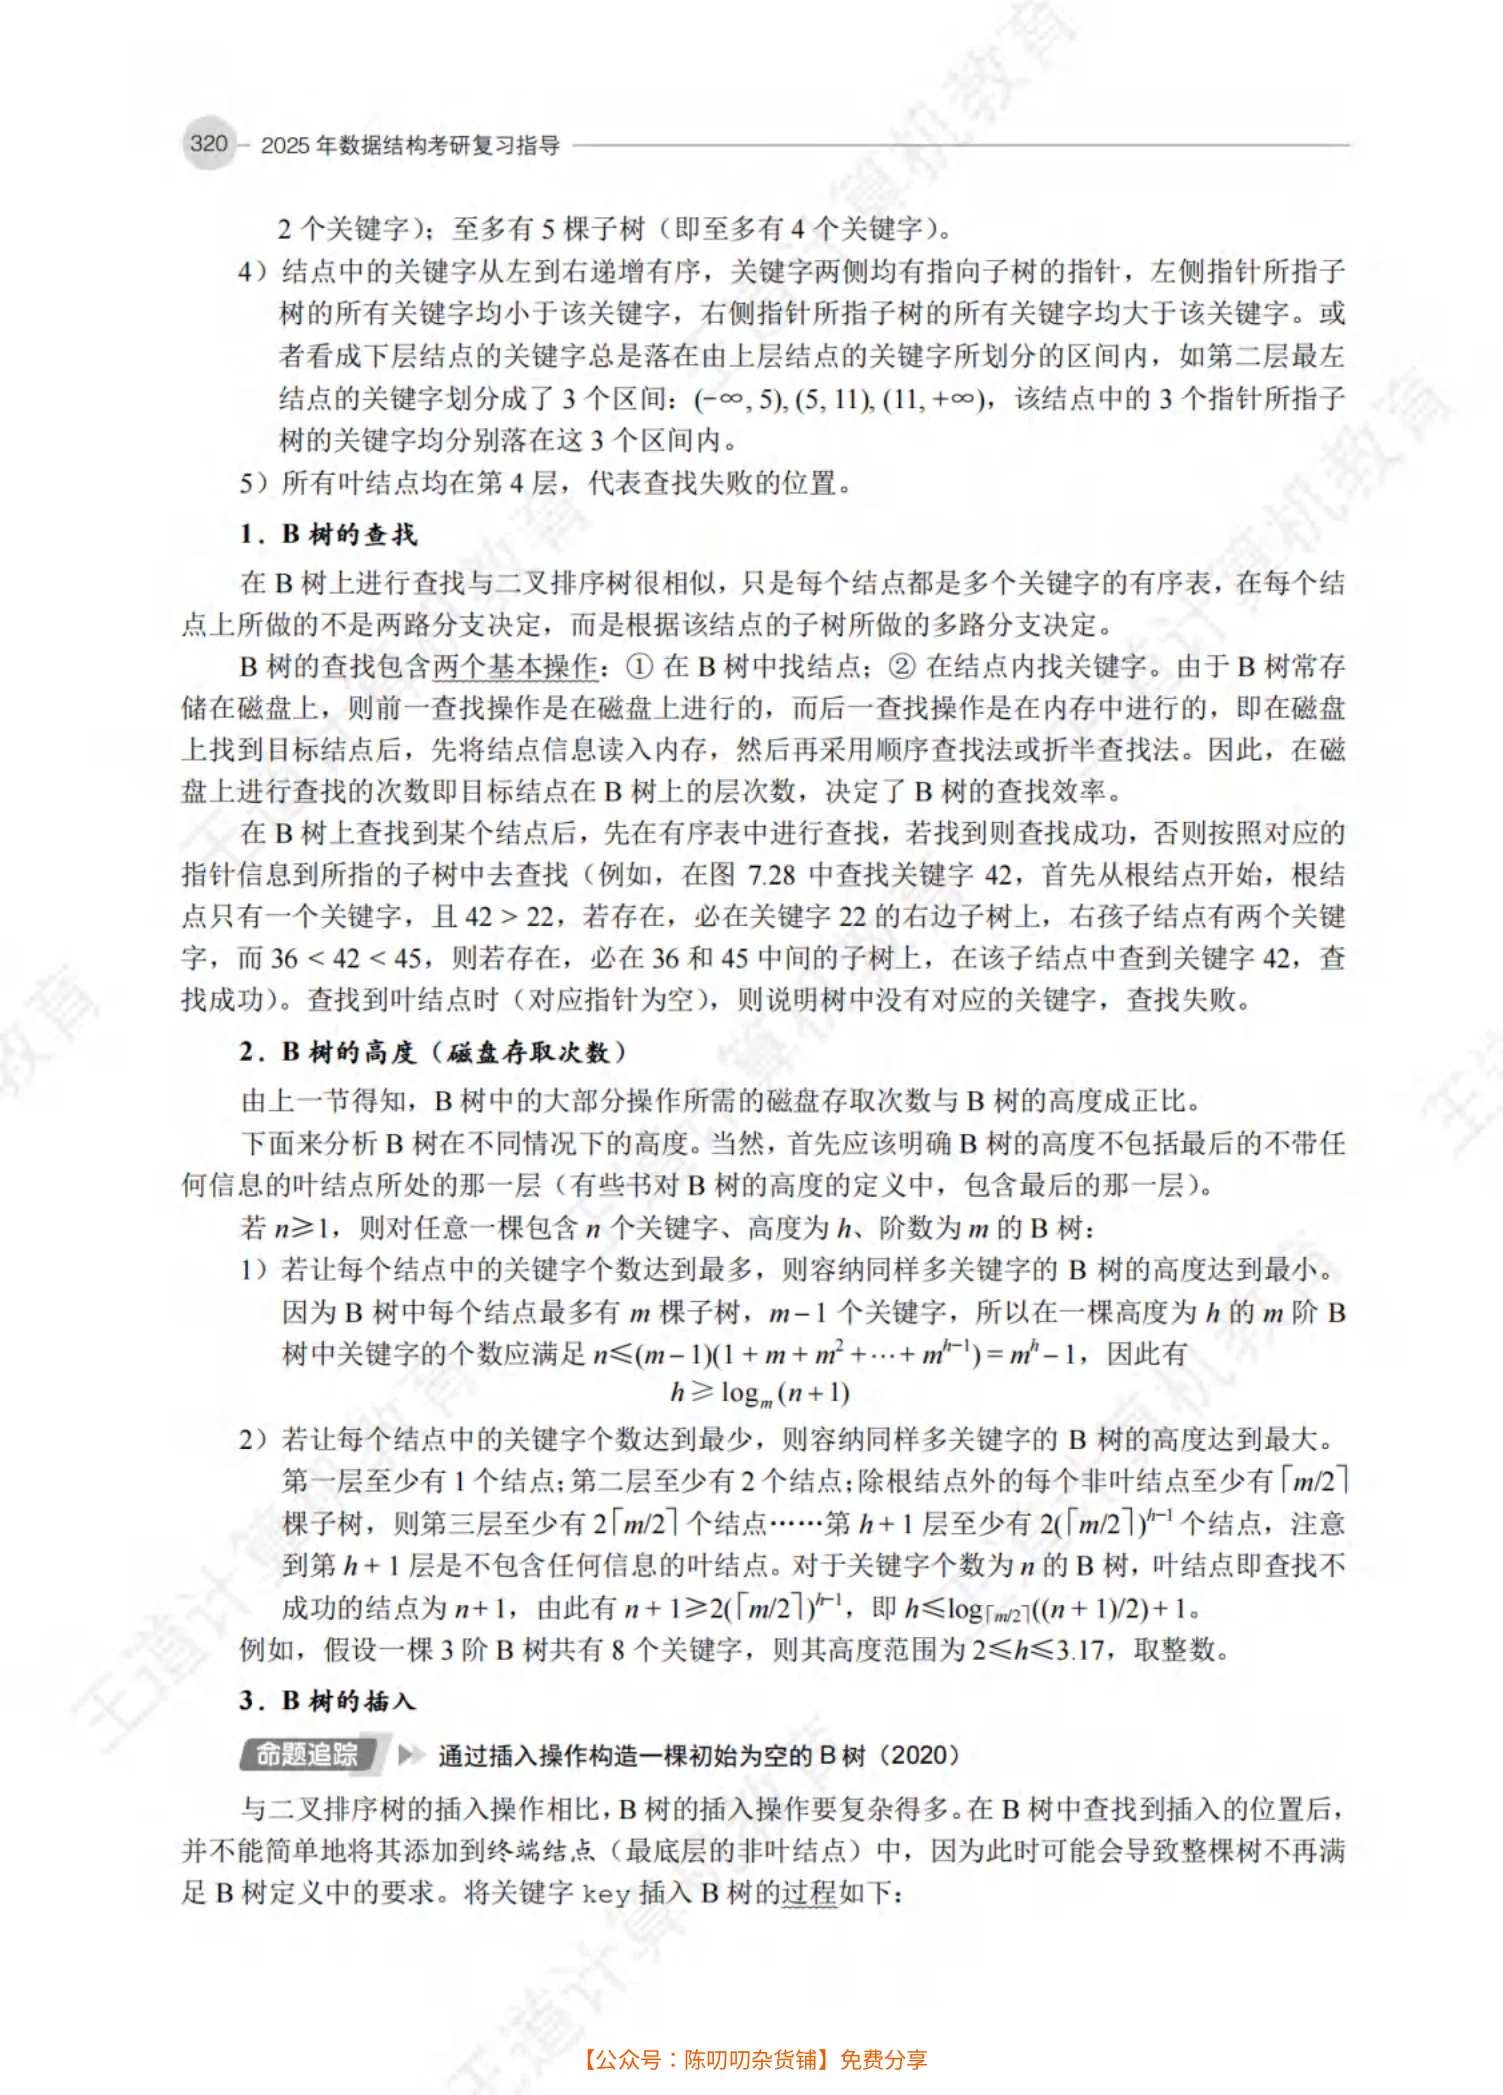 320 2025 年数据结构考研复习指导
2 个关键字）；至多有 5 棵子树（即至多有 4 个关键字）。
4）结点中的关键字从左到右递增有序，关键字两侧均有指向子树的指针，左侧指针所指子
树的所有关键字均小于该关键字，右侧指针所指子树的所有关键字均大于该关键字。或
者看成下层结点的关键字总是落在由上层结点的关键字所划分的区间内，如第二层最左
结点的关键字划分成了 3 个区间：(−∞, 5), (5, 11), (11, +∞)，该结点中的 3 个指针所指子
树的关键字均分别落在这 3 个区间内。
5）所有叶结点均在第 4 层，代表查找失败的位置。
1．B 树的查找
在 B 树上进行查找与二叉排序树很相似，只是每个结点都是多个关键字的有序表，在每个结
点上所做的不是两路分支决定，而是根据该结点的子树所做的多路分支决定。
B 树的查找包含两个基本操作：① 在 B 树中找结点；② 在结点内找关键字。由于 B 树常存
储在磁盘上，则前一查找操作是在磁盘上进行的，而后一查找操作是在内存中进行的，即在磁盘
上找到目标结点后，先将结点信息读入内存，然后再采用顺序查找法或折半查找法。因此，在磁
盘上进行查找的次数即目标结点在 B 树上的层次数，决定了 B 树的查找效率。
在 B 树上查找到某个结点后，先在有序表中进行查找，若找到则查找成功，否则按照对应的
指针信息到所指的子树中去查找（例如，在图 7.28 中查找关键字 42，首先从根结点开始，根结
点只有一个关键字，且 42 > 22，若存在，必在关键字 22 的右边子树上，右孩子结点有两个关键
字，而 36 < 42 < 45，则若存在，必在 36 和 45 中间的子树上，在该子结点中查到关键字 42，查
找成功）。查找到叶结点时（对应指针为空），则说明树中没有对应的关键字，查找失败。
2．B 树的高度（磁盘存取次数）
由上一节得知，B 树中的大部分操作所需的磁盘存取次数与 B 树的高度成正比。
下面来分析 B 树在不同情况下的高度。当然，首先应该明确 B 树的高度不包括最后的不带任
何信息的叶结点所处的那一层（有些书对 B 树的高度的定义中，包含最后的那一层）。
若 n≥1，则对任意一棵包含 n 个关键字、高度为 h、阶数为 m 的 B 树：
1）若让每个结点中的关键字个数达到最多，则容纳同样多关键字的 B 树的高度达到最小。
因为 B 树中每个结点最多有 m 棵子树，m − 1 个关键字，所以在一棵高度为 h 的 m 阶 B
树中关键字的个数应满足 n≤(m − 1)(1 + m + m² + ⋯ + mʰ⁻¹) = mʰ − 1，因此有
h ≥ logₘ (n + 1)
2）若让每个结点中的关键字个数达到最少，则容纳同样多关键字的 B 树的高度达到最大。
第一层至少有 1 个结点；第二层至少有 2 个结点；除根结点外的每个非叶结点至少有⌈m/2⌉
棵子树，则第三层至少有 2⌈m/2⌉ 个结点……第 h + 1 层至少有 2(⌈m/2⌉)ʰ⁻¹ 个结点，注意
到第 h + 1 层是不包含任何信息的叶结点。对于关键字个数为 n 的 B 树，叶结点即查找不
成功的结点为 n + 1，由此有 n + 1≥2(⌈m/2⌉)ʰ⁻¹，即 h≤log⌈m/2⌉((n + 1)/2) + 1。
例如，假设一棵 3 阶 B 树共有 8 个关键字，则其高度范围为 2≤h≤3.17，取整数。
3．B 树的插入
命题追踪 通过插入操作构造一棵初始为空的 B 树（2020）
与二叉排序树的插入操作相比，B 树的插入操作要复杂得多。在 B 树中查找到插入的位置后，
并不能简单地将其添加到终端结点（最底层的非叶结点）中，因为此时可能会导致整棵树不再满
足 B 树定义中的要求。将关键字 key 插入 B 树的过程如下：
【公众号：陈叨叨杂货铺】免费分享
王道计算机教育